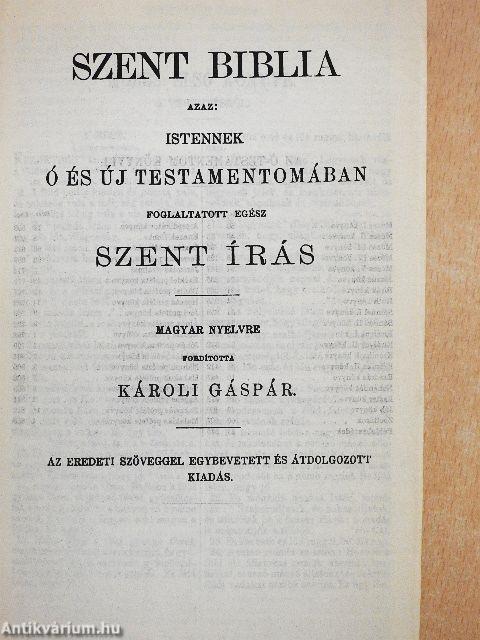 SZENT BIBLIA
AZAZ:
ISTENNEK
Ó ÉS ÚJ TESTAMENTOMÁBAN
FOGLALTATOTT EGÉSZ
SZENT ÍRÁS
MAGYAR NYELVRE
FORDÍTOTTA
KÁROLI GÁSPÁR.
AZ EREDETI SZÖVEGGEL EGYBEVETETT ÉS ÁTDOLGOZOTT
KIADÁS.
Antikvárium.hu